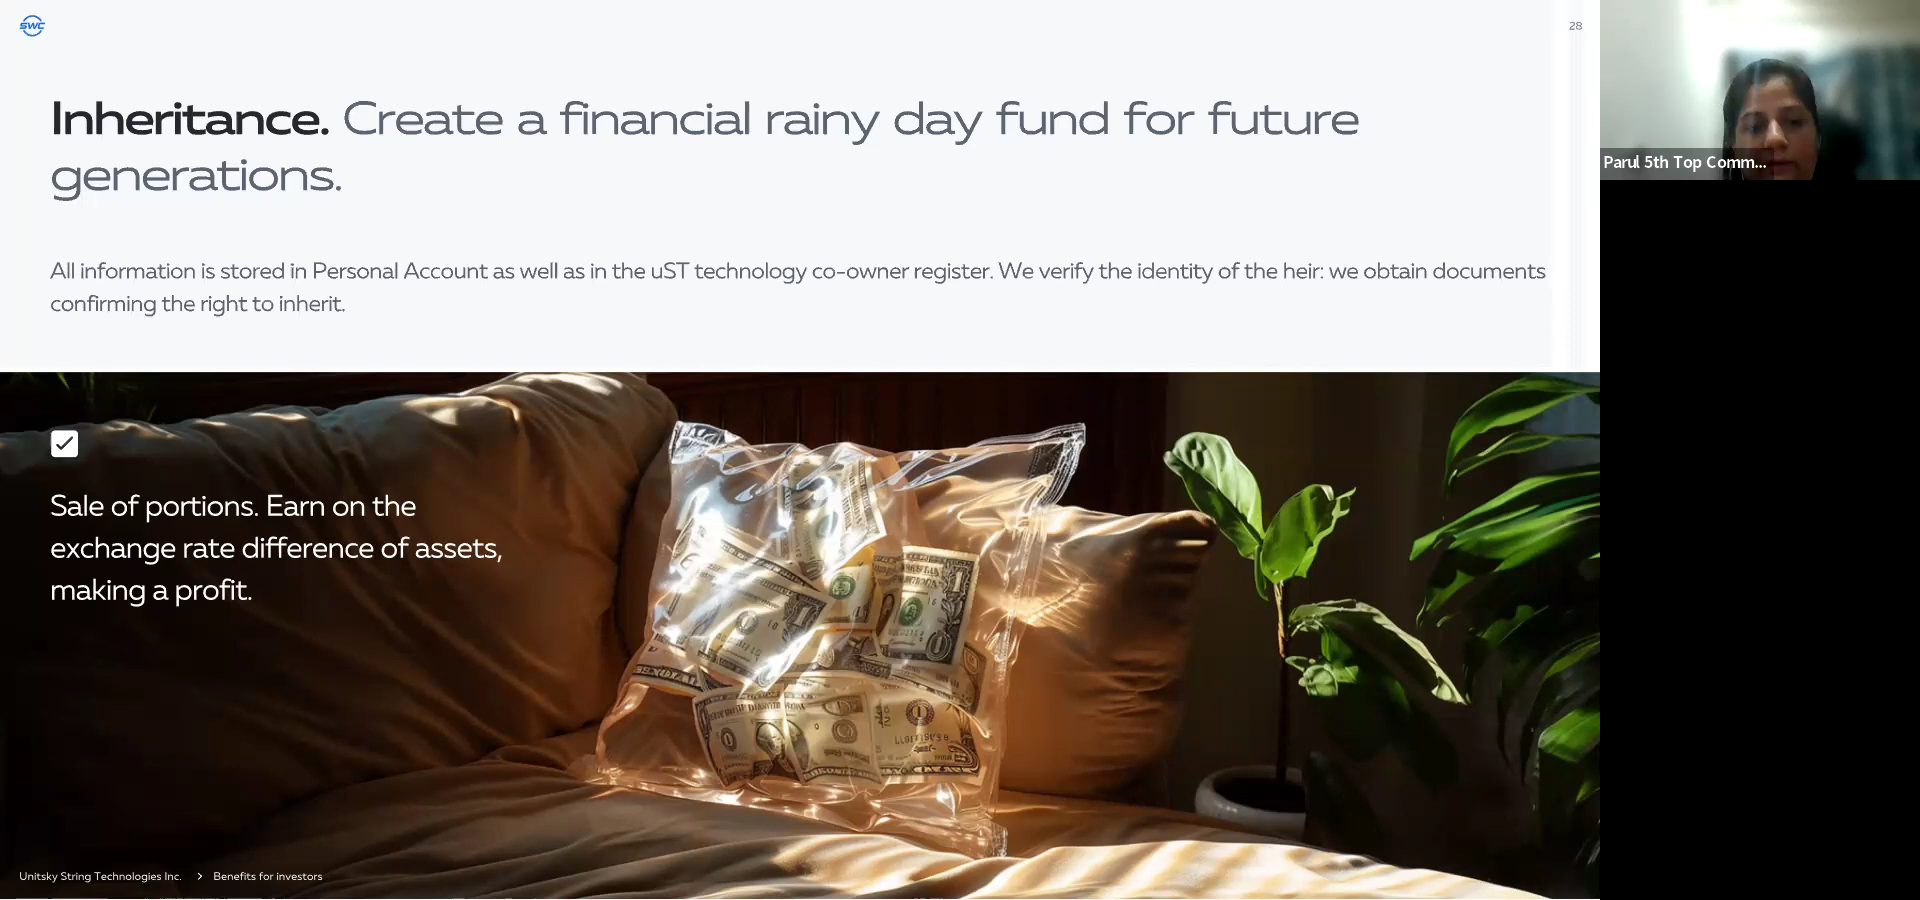 SWC
28
Inheritance. Create a financial rainy day fund for future
generations.
All information is stored in Personal Account as well as in the uST technology co-owner register. We verify the identity of the heir: we obtain documents
confirming the right to inherit.
Sale of portions. Earn on the
exchange rate difference of assets,
making a profit.
Unitsky String Technologies Inc. > Benefits for investors
Parul 5th Top Comm...